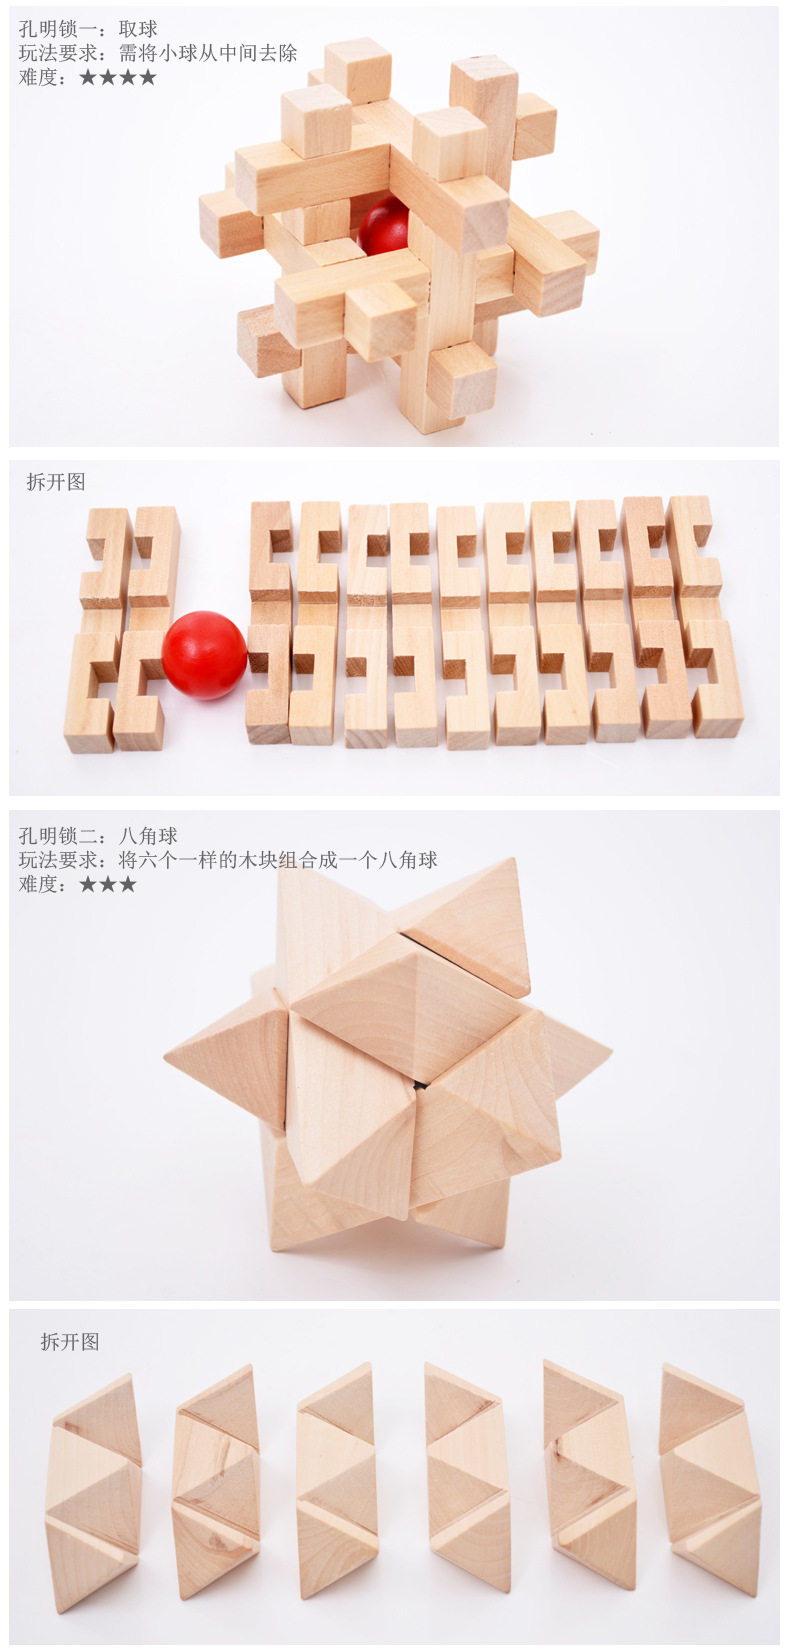 孔明锁一：取球
玩法要求：需将小球从中间去除
难度：★★★★
拆开图
孔明锁二：八角球
玩法要求：将六个一样的木块组合成一个八角球
难度：★★★
拆开图